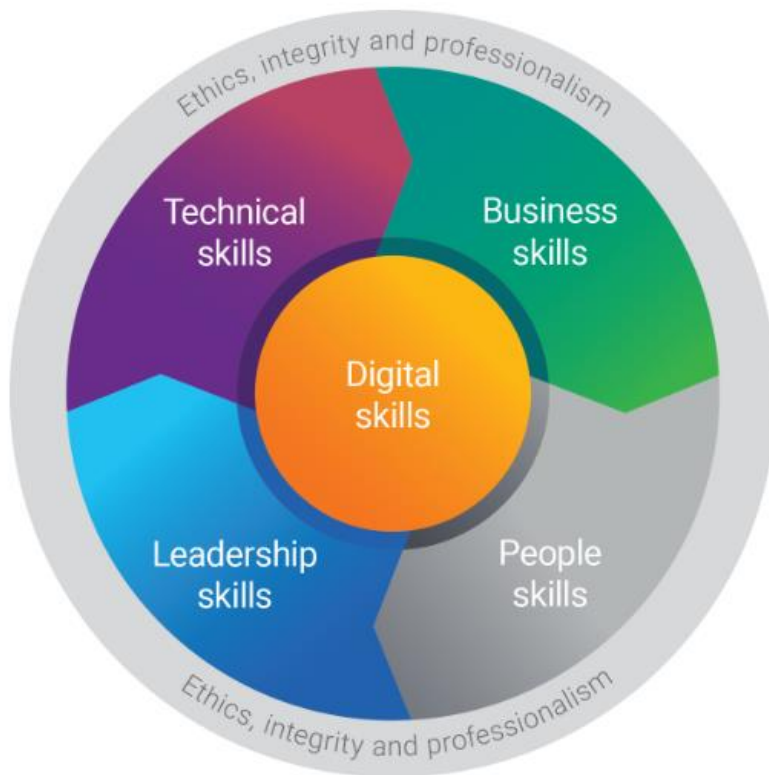 Ethics, integrity and professionalism
Technical
skills
Business
skills
Digital
skills
Leadership
skills
People
skills
Ethics, integrity and professionalism